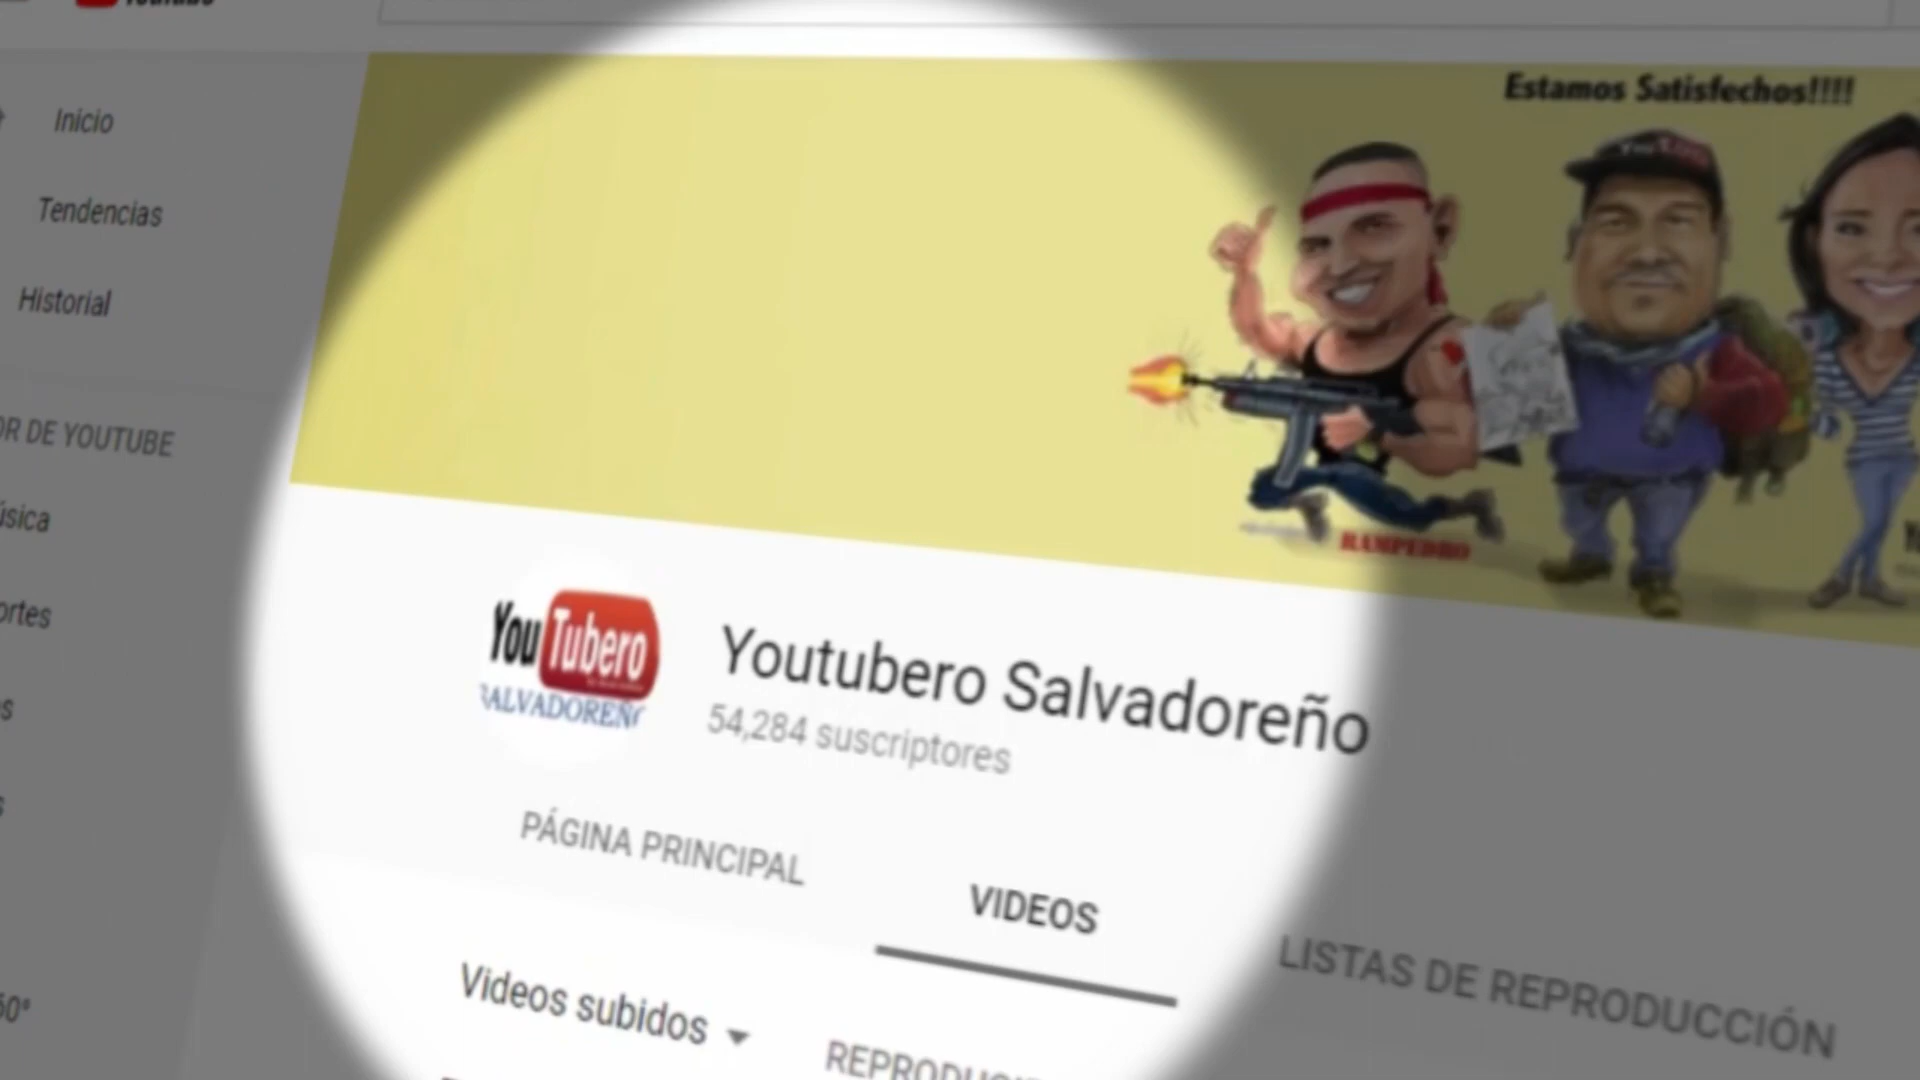 Estamos Satisfechos!!!!
Inicio
Tendencias
Historial
DE YOUTUBE
RAMPEDRO
YouTubero
SALVADOREÑO
Youtubero Salvadoreño
54,284 suscriptores
PÁGINA PRINCIPAL
VIDEOS
LISTAS DE REPRODUCCIÓN
Videos subidos